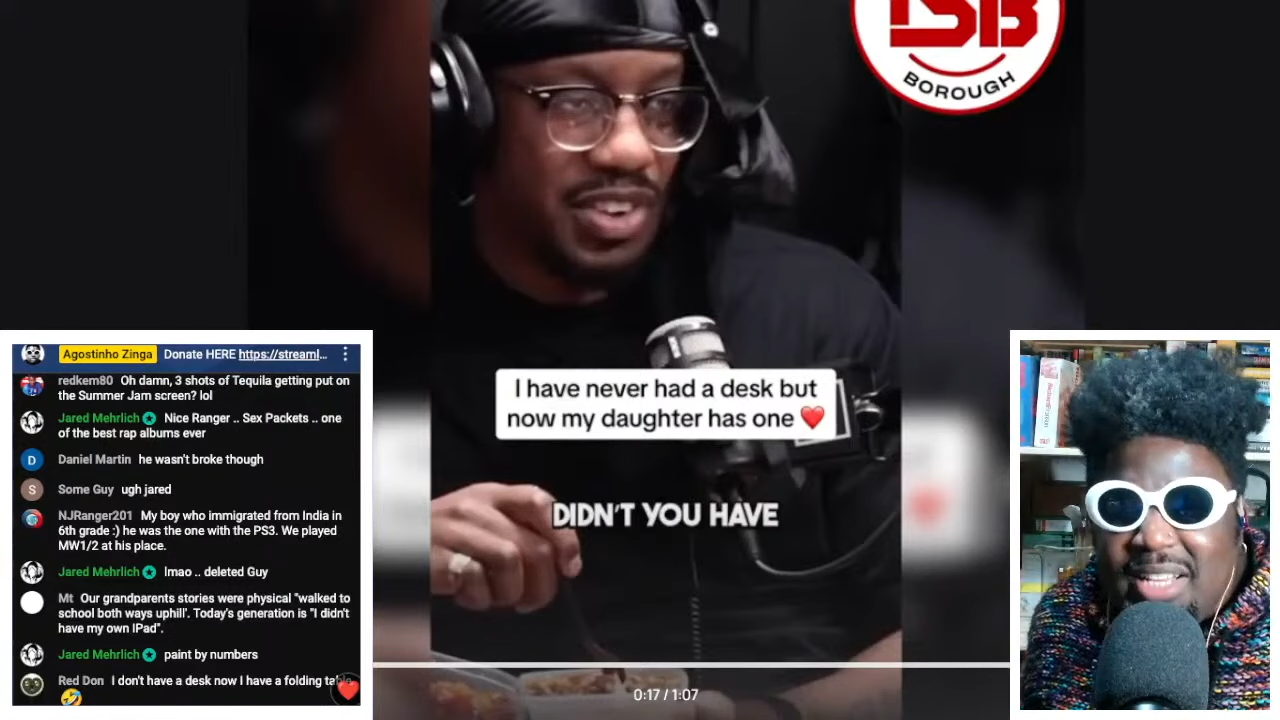 ISB
BOROUGH
I have never had a desk but
now my daughter has one ❤️
DIDN'T YOU HAVE
0:17 / 1:07
Agostinho Zinga Donate HERE https://streaml...
redkem80 Oh damn, 3 shots of Tequila getting put on
the Summer Jam screen? lol
Jared Mehrlich Nice Ranger .. Sex Packets .. one
of the best rap albums ever
D
Daniel Martin he wasn't broke though
S
Some Guy ugh jared
NJRanger201 My boy who immigrated from India in
6th grade :) he was the one with the PS3. We played
MW1/2 at his place.
Jared Mehrlich lmao .. deleted Guy
Mt Our grandparents stories were physical "walked to
school both ways uphill'. Today's generation is "I didn't
have my own IPad".
Jared Mehrlich paint by numbers
Red Don I don't have a desk now I have a folding
🤣